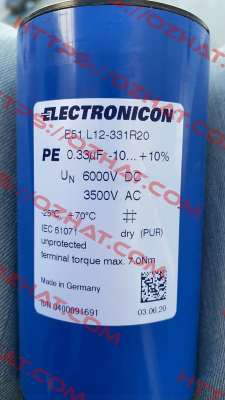 ELECTRONICON
E51.L12-331R20
PE 0.33µF -10... +10%
UN 6000V DC
3500V AC
-25°C +70°C
IEC 61071 dry (PUR)
unprotected
terminal torque max. 7.0Nm
Made in Germany
S/N 0400091691 03.06.20
HTTPS://OZHAT.COM